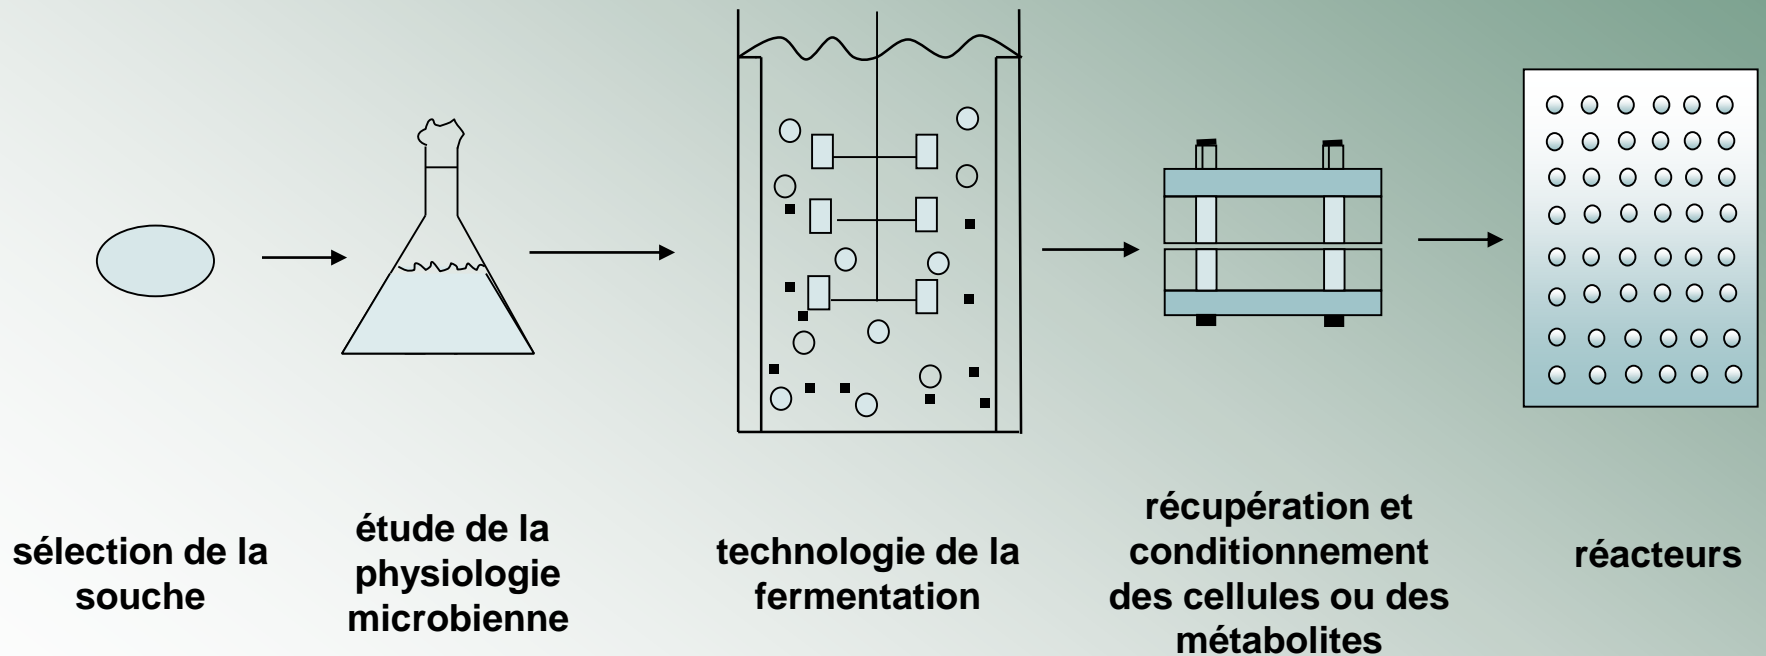 sélection de la
souche
étude de la
physiologie
microbienne
technologie de la
fermentation
récupération et
conditionnement
des cellules ou des
métabolites
réacteurs